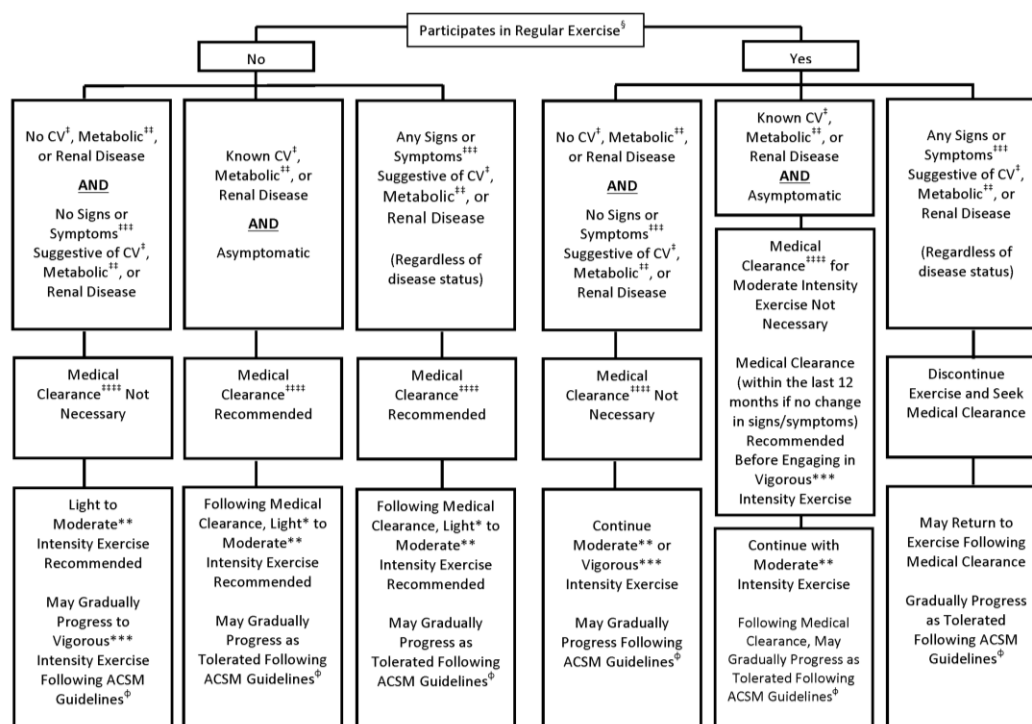 Participates in Regular Exercise§
No
Yes
No CV‡, Metabolic‡‡,
or Renal Disease
AND
No Signs or
Symptoms‡‡‡
Suggestive of CV‡,
Metabolic‡‡, or
Renal Disease
Known CV‡,
Metabolic‡‡, or
Renal Disease
AND
Asymptomatic
Any Signs or
Symptoms‡‡‡
Suggestive of CV‡,
Metabolic‡‡, or
Renal Disease
(Regardless of
disease status)
No CV‡, Metabolic‡‡,
or Renal Disease
AND
No Signs or
Symptoms‡‡‡
Suggestive of CV‡,
Metabolic‡‡, or
Renal Disease
Known CV‡,
Metabolic‡‡, or
Renal Disease
AND
Asymptomatic
Any Signs or
Symptoms‡‡‡
Suggestive of CV‡,
Metabolic‡‡, or
Renal Disease
(Regardless of
disease status)
Medical
Clearance‡‡‡‡ Not
Necessary
Medical
Clearance‡‡‡‡
Recommended
Medical
Clearance‡‡‡‡
Recommended
Medical
Clearance‡‡‡‡ Not
Necessary
Medical
Clearance‡‡‡‡ for
Moderate Intensity
Exercise Not
Necessary
Medical Clearance
(within the last 12
months if no change
in signs/symptoms)
Recommended
Before Engaging in
Vigorous***
Intensity Exercise
Discontinue
Exercise and Seek
Medical Clearance
Light to
Moderate**
Intensity Exercise
Recommended
May Gradually
Progress to
Vigorous***
Intensity Exercise
Following ACSM
Guidelinesᶲ
Following Medical
Clearance, Light* to
Moderate**
Intensity Exercise
Recommended
May Gradually
Progress as
Tolerated Following
ACSM Guidelinesᶲ
Following Medical
Clearance, Light* to
Moderate**
Intensity Exercise
Recommended
May Gradually
Progress as
Tolerated Following
ACSM Guidelinesᶲ
Continue
Moderate** or
Vigorous***
Intensity Exercise
May Gradually
Progress Following
ACSM Guidelinesᶲ
Continue with
Moderate**
Intensity Exercise
Following Medical
Clearance, May
Gradually Progress as
Tolerated Following
ACSM Guidelinesᶲ
May Return to
Exercise Following
Medical Clearance
Gradually Progress
as Tolerated
Following ACSM
Guidelinesᶲ